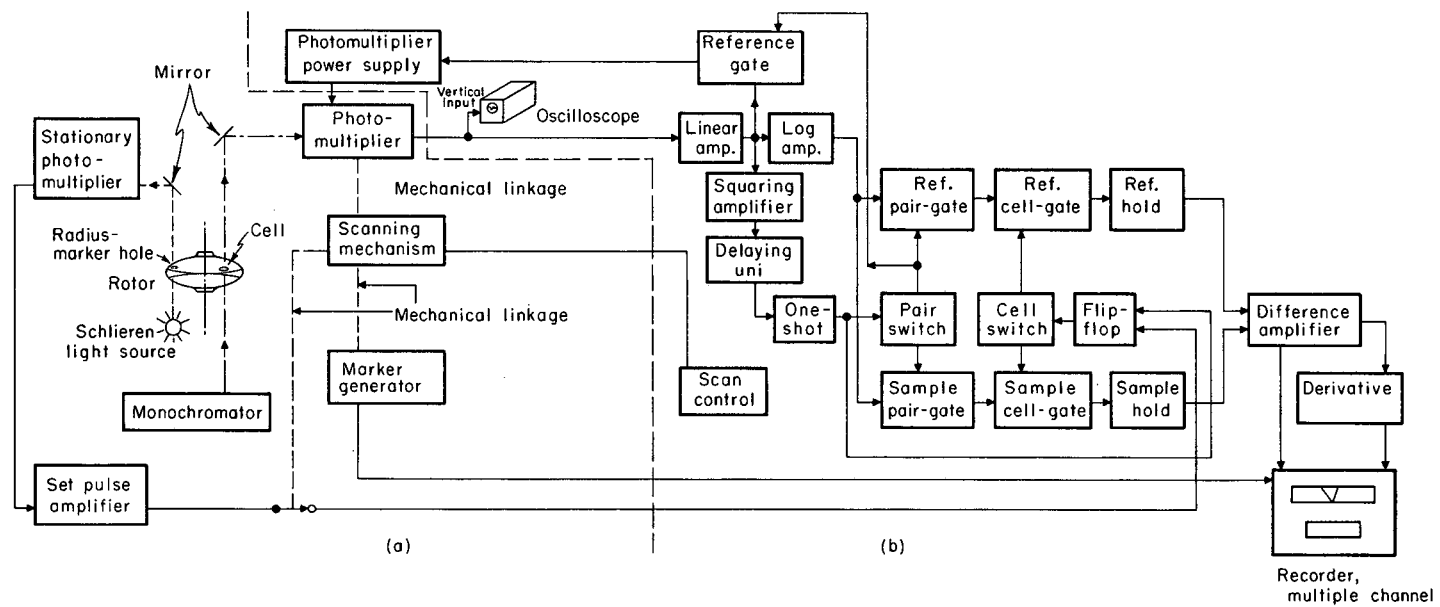 Photomultiplier
power supply
Reference
gate
Mirror
Vertical
Input
Oscilloscope
Photo-
multiplier
Stationary
photo-
multiplier
Linear
amp.
Log
amp.
Mechanical linkage
Squaring
amplifier
Ref.
pair-gate
Ref.
cell-gate
Ref.
hold
Radius-
marker hole
Cell
Scanning
mechanism
Delaying
uni
Rotor
One-
shot
Pair
switch
Cell
switch
Flip-
flop
Difference
amplifier
Mechanical linkage
Schlieren
light source
Marker
generator
Scan
control
Sample
pair-gate
Sample
cell-gate
Sample
hold
Derivative
Monochromator
Set pulse
amplifier
(a)
(b)
Recorder,
multiple channel